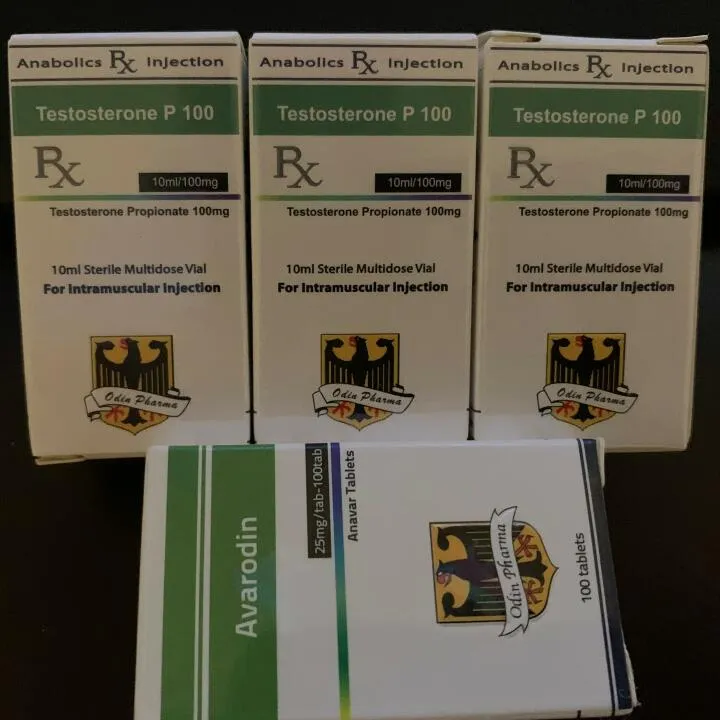 Anabolics Rx Injection
Testosterone P 100
Rx
10ml/100mg
Testosterone Propionate 100mg
10ml Sterile Multidose Vial
For Intramuscular Injection
Odin Pharma
Anabolics Rx Injection
Testosterone P 100
Rx
10ml/100mg
Testosterone Propionate 100mg
10ml Sterile Multidose Vial
For Intramuscular Injection
Odin Pharma
Anabolics Rx Injection
Testosterone P 100
Rx
10ml/100mg
Testosterone Propionate 100mg
10ml Sterile Multidose Vial
For Intramuscular Injection
Odin Pharma
Avarodin
25mg/tab-100tab
Anavar Tablets
Odin Pharma
100 tablets